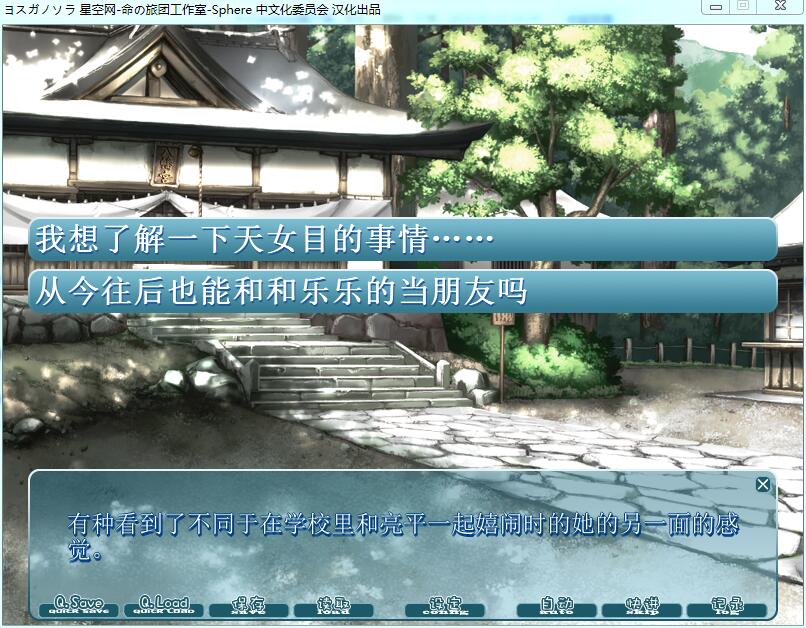 ヨスガノソラ 星空网-命の旅团工作室-Sphere 中文化委员会 汉化出品
我想了解一下天女目的事情……
从今往后也能和和乐乐的当朋友吗
有种看到了不同于在学校里和亮平一起嬉闹时的她的另一面的感
觉。
Q.Save Q.Load 保存 读取 设定 自动 快进 记录
quick save quick load save load config auto skip log